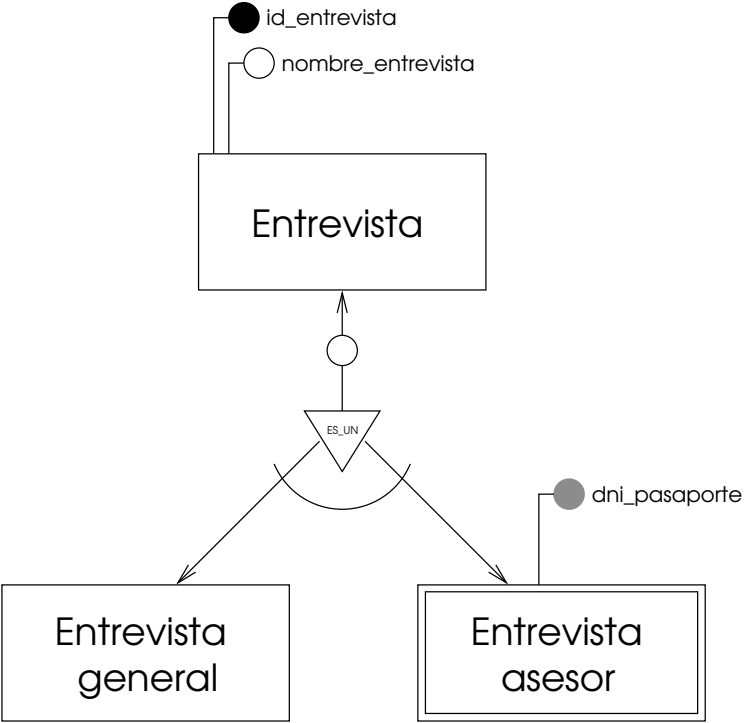 id_entrevista
nombre_entrevista
Entrevista
ES_UN
dni_pasaporte
Entrevista
general
Entrevista
asesor